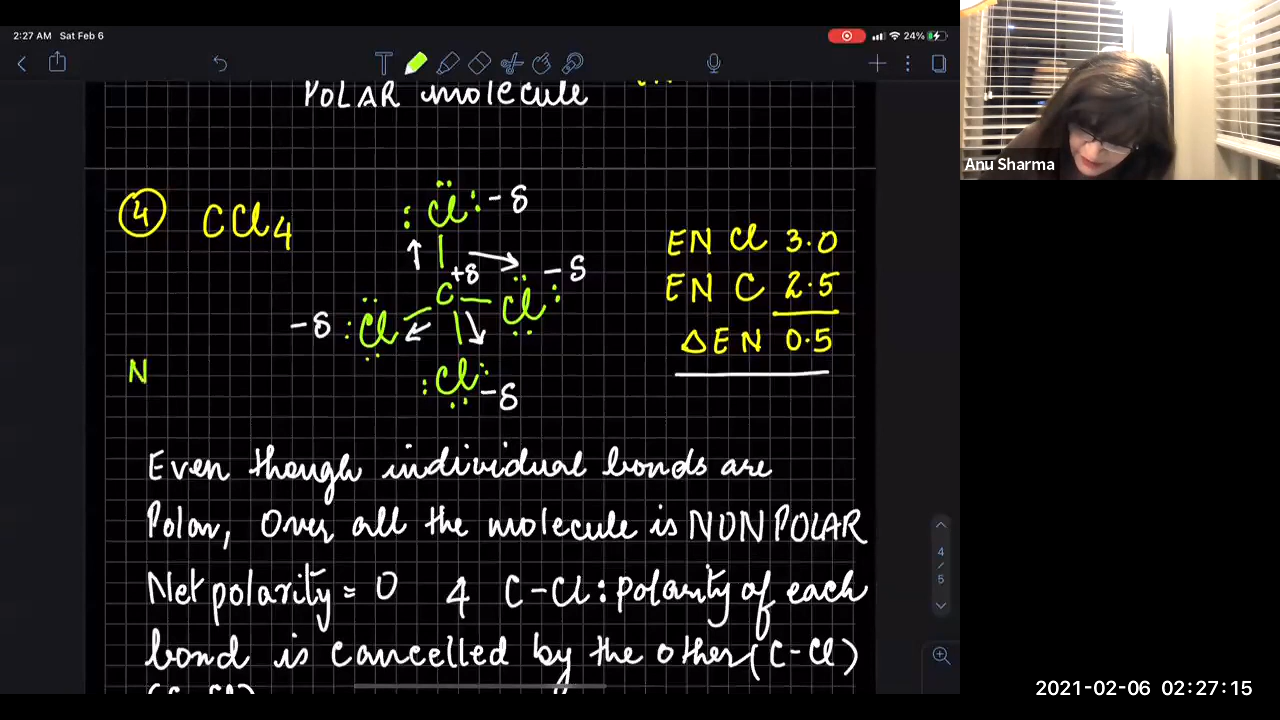 2:27 AM Sat Feb 6
24%
POLAR molecule
Anu Sharma
4 CCl4
Cl -δ
+δ
C
Cl -δ
-δ Cl
Cl -δ
EN Cl 3.0
EN C 2.5
ΔEN 0.5
N
Even though individual bonds are
Polar, Over all the molecule is NONPOLAR
Net polarity = 0 4 C-Cl: polarity of each
bond is cancelled by the other (C-Cl)
4
/
5
2021-02-06 02:27:15